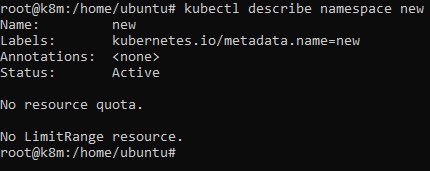 root@k8m:/home/ubuntu# kubectl describe namespace new
Name:         new
Labels:       kubernetes.io/metadata.name=new
Annotations:  <none>
Status:       Active

No resource quota.

No LimitRange resource.
root@k8m:/home/ubuntu#